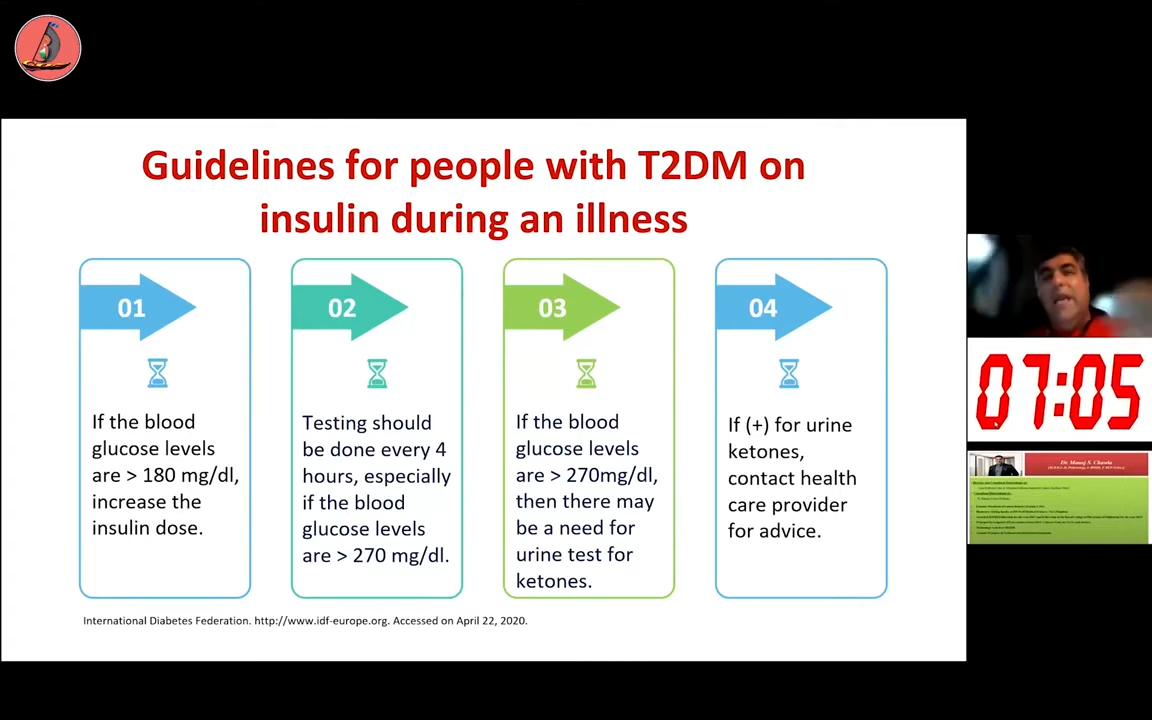 Guidelines for people with T2DM on
insulin during an illness
01
If the blood
glucose levels
are > 180 mg/dl,
increase the
insulin dose.
02
Testing should
be done every 4
hours, especially
if the blood
glucose levels
are > 270 mg/dl.
03
If the blood
glucose levels
are > 270mg/dl,
then there may
be a need for
urine test for
ketones.
04
If (+) for urine
ketones,
contact health
care provider
for advice.
International Diabetes Federation. http://www.idf-europe.org. Accessed on April 22, 2020.
07:05
Dr. Manoj S. Chawla